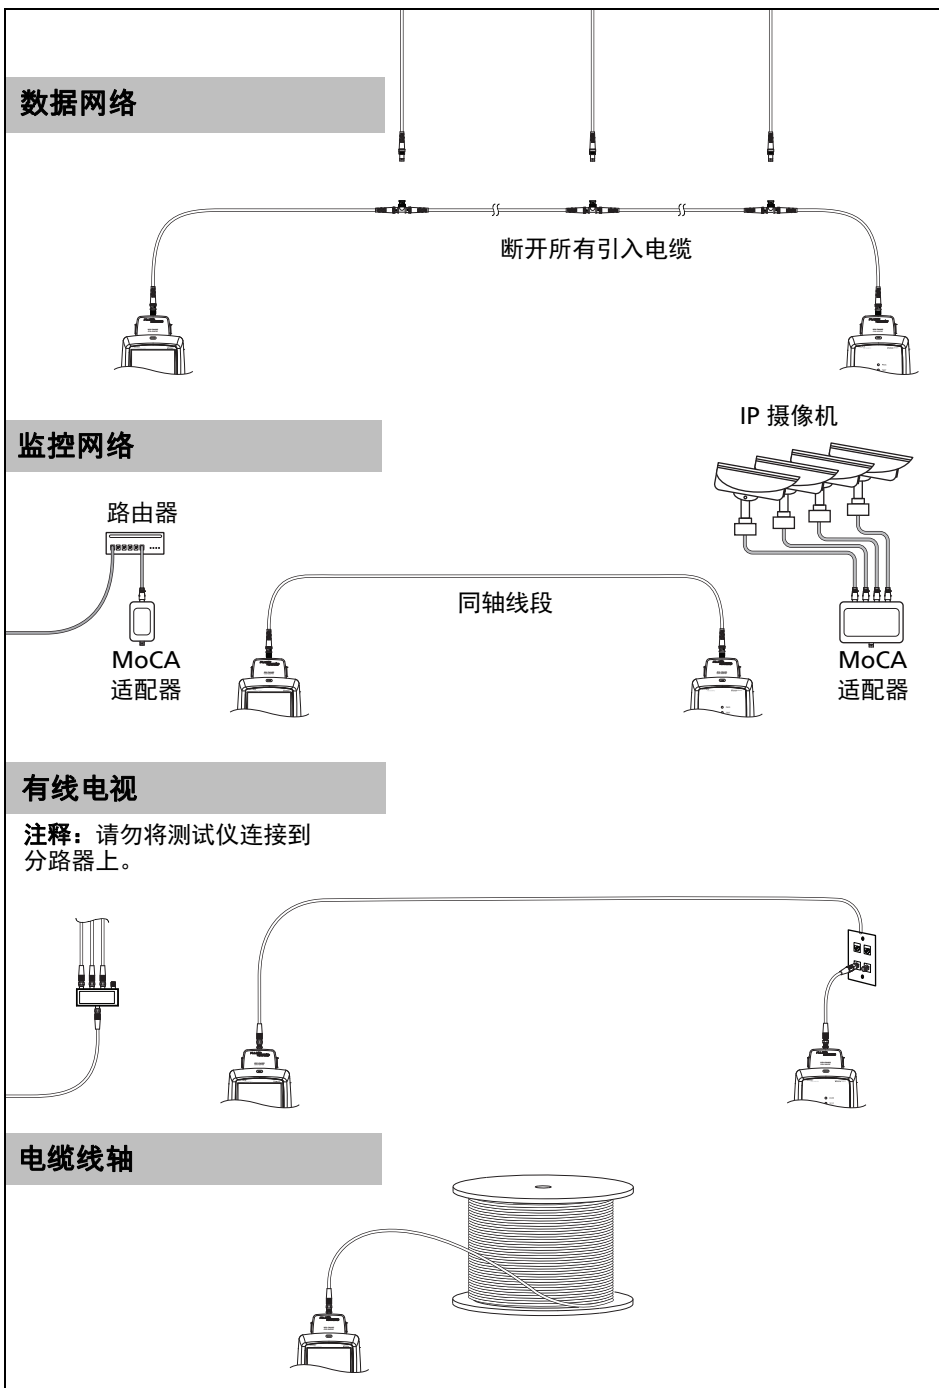 数据网络
断开所有引入电缆
监控网络
IP 摄像机
路由器
同轴线段
MoCA
适配器
MoCA
适配器
有线电视
注释：请勿将测试仪连接到
分路器上。
电缆线轴